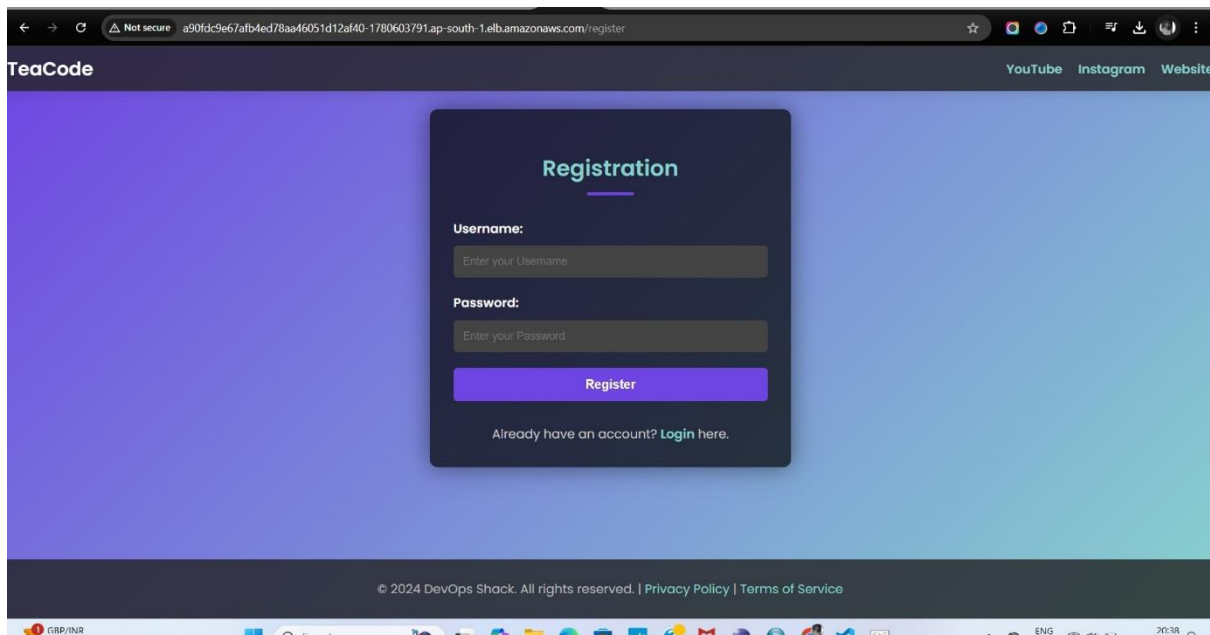 Not secure a90fdc9e67afb4ed78aa46051d12af40-1780603791.ap-south-1.elb.amazonaws.com/register
TeaCode YouTube Instagram Website
Registration
Username:
Enter your Username
Password:
Enter your Password
Register
Already have an account? Login here.
© 2024 DevOps Shack. All rights reserved. | Privacy Policy | Terms of Service
1 GBP/INR ENG 20:38